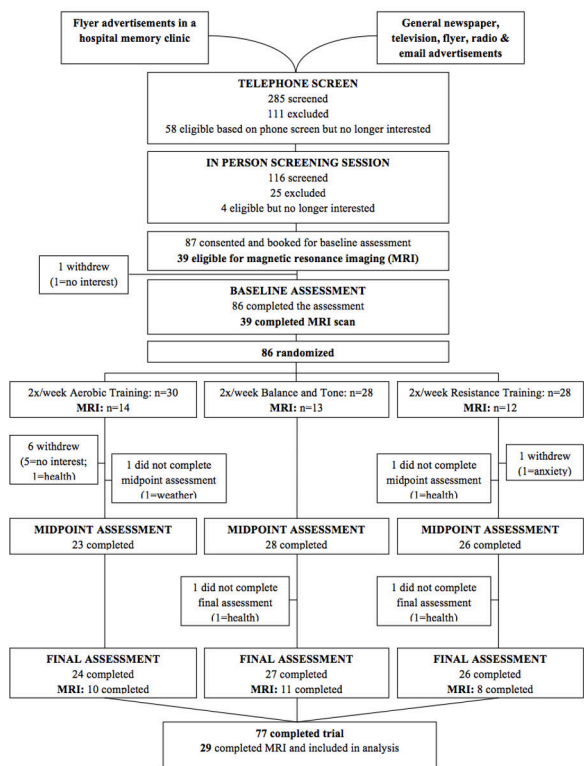 Flyer advertisements in a
hospital memory clinic
General newspaper,
television, flyer, radio &
email advertisements
TELEPHONE SCREEN
285 screened
111 excluded
58 eligible based on phone screen but no longer interested
IN PERSON SCREENING SESSION
116 screened
25 excluded
4 eligible but no longer interested
87 consented and booked for baseline assessment
39 eligible for magnetic resonance imaging (MRI)
1 withdrew
(1=no interest)
BASELINE ASSESSMENT
86 completed the assessment
39 completed MRI scan
86 randomized
2x/week Aerobic Training: n=30
MRI: n=14
2x/week Balance and Tone: n=28
MRI: n=13
2x/week Resistance Training: n=28
MRI: n=12
6 withdrew
(5=no interest;
1=health)
1 did not complete
midpoint assessment
(1=weather)
1 did not complete
midpoint assessment
(1=health)
1 withdrew
(1=anxiety)
MIDPOINT ASSESSMENT
23 completed
MIDPOINT ASSESSMENT
28 completed
MIDPOINT ASSESSMENT
26 completed
1 did not complete
final assessment
(1=health)
1 did not complete
final assessment
(1=health)
FINAL ASSESSMENT
24 completed
MRI: 10 completed
FINAL ASSESSMENT
27 completed
MRI: 11 completed
FINAL ASSESSMENT
26 completed
MRI: 8 completed
77 completed trial
29 completed MRI and included in analysis